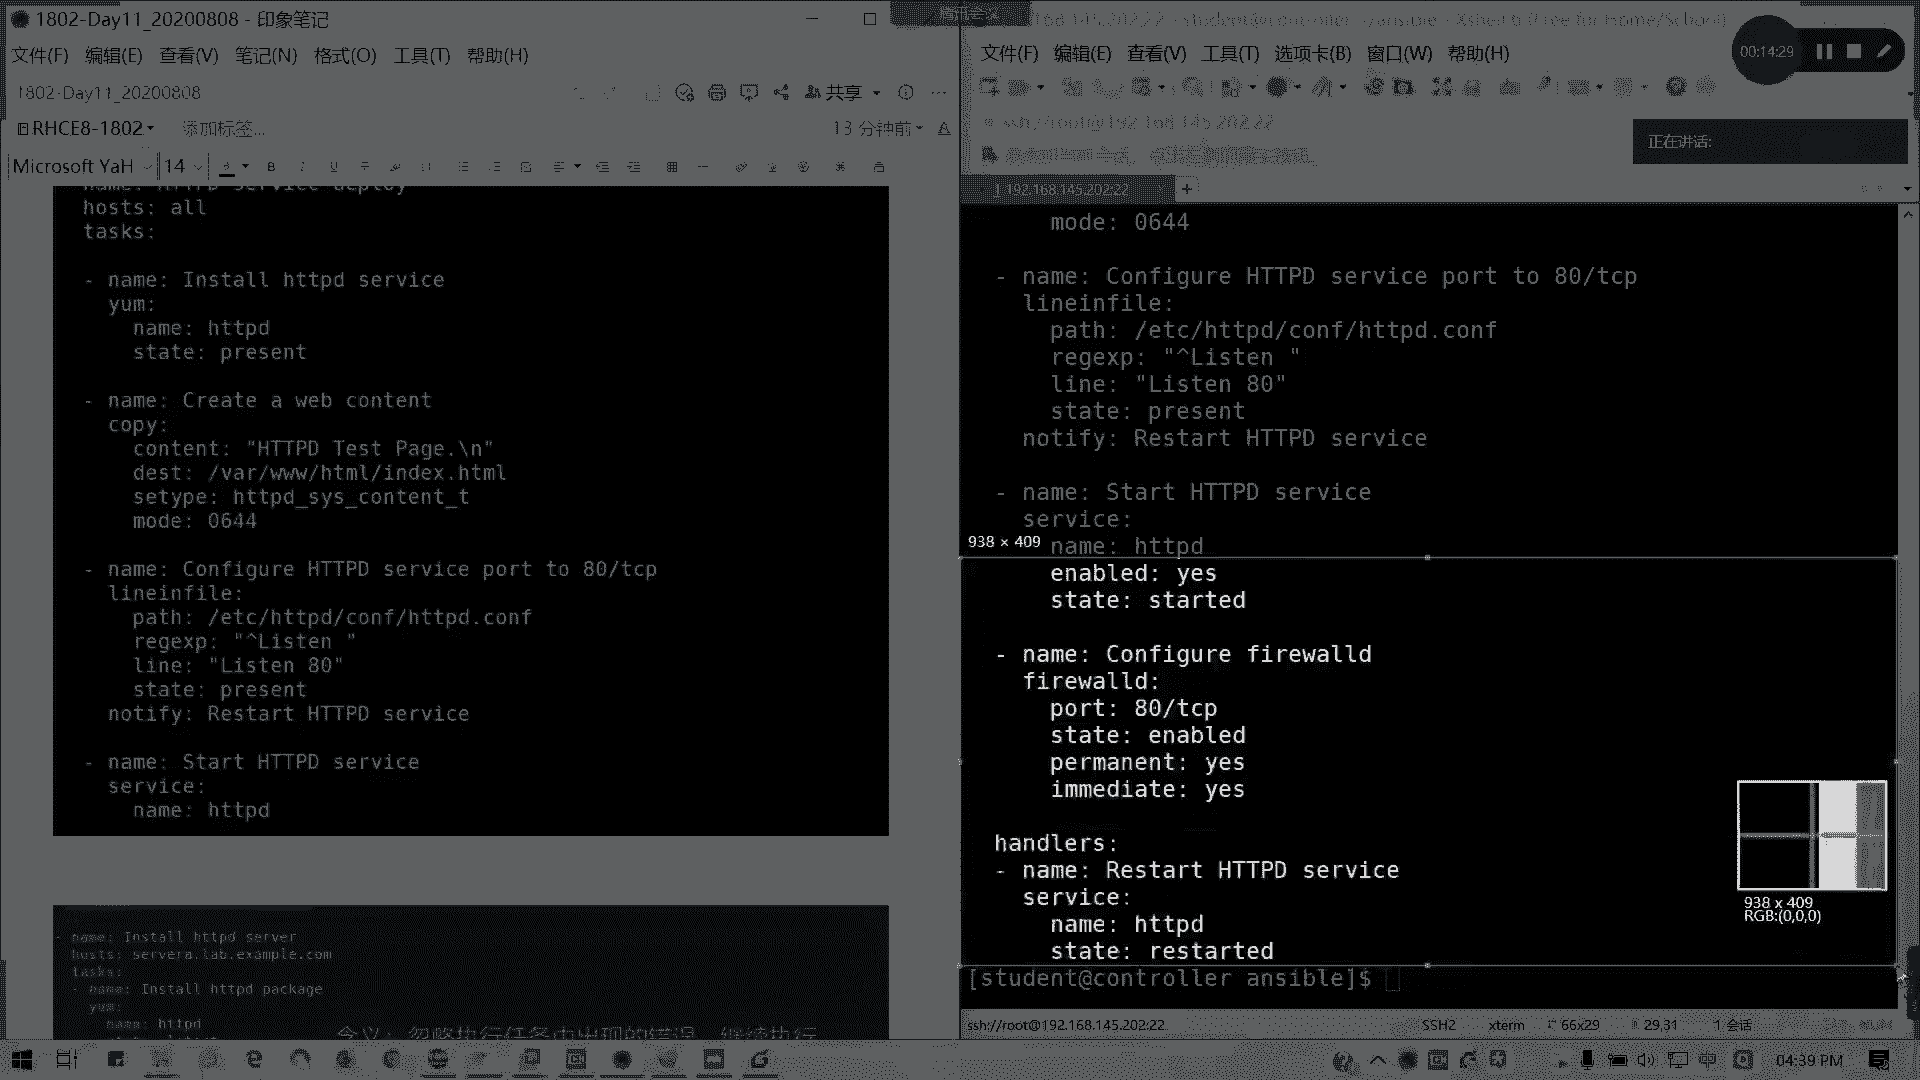 1802-Day11_20200808 - 印象笔记
文件(F) 编辑(E) 查看(V) 笔记(N) 格式(O) 工具(T) 帮助(H)
1802-Day11_20200808
共享
RHCE8-1802
添加标签...
13 分钟前
Microsoft YaH
14
name: HTTPD service deploy
hosts: all
tasks:
- name: Install httpd service
yum:
name: httpd
state: present
- name: Create a web content
copy:
content: "HTTPD Test Page.\n"
dest: /var/www/html/index.html
setype: httpd_sys_content_t
mode: 0644
- name: Configure HTTPD service port to 80/tcp
lineinfile:
path: /etc/httpd/conf/httpd.conf
regexp: "^Listen "
line: "Listen 80"
state: present
notify: Restart HTTPD service
- name: Start HTTPD service
service:
name: httpd
- name: Install httpd server
hosts: servera.lab.example.com
tasks:
- name: Install httpd package
yum:
name: httpd
文件(F) 编辑(E) 查看(V) 工具(T) 选项卡(B) 窗口(W) 帮助(H)
00:14:29
ssh://root@192.168.145.202:22
正在讲话:
1 192.168.145.202:22
mode: 0644
- name: Configure HTTPD service port to 80/tcp
lineinfile:
path: /etc/httpd/conf/httpd.conf
regexp: "^Listen "
line: "Listen 80"
state: present
notify: Restart HTTPD service
- name: Start HTTPD service
service:
938 × 409
name: httpd
enabled: yes
state: started
- name: Configure firewalld
firewalld:
port: 80/tcp
state: enabled
permanent: yes
immediate: yes
handlers:
- name: Restart HTTPD service
service:
name: httpd
state: restarted
938 x 409
RGB:(0,0,0)
[student@controller ansible]$
ssh://root@192.168.145.202:22
SSH2
xterm
66x29
29,31
1 会话
04:39 PM